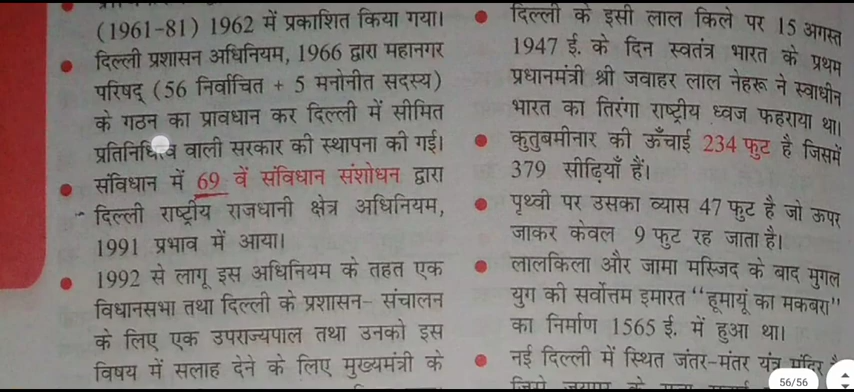 (1961-81) 1962 में प्रकाशित किया गया।
दिल्ली प्रशासन अधिनियम, 1966 द्वारा महानगर
परिषद् (56 निर्वाचित + 5 मनोनीत सदस्य)
के गठन का प्रावधान कर दिल्ली में सीमित
प्रतिनिधित्व वाली सरकार की स्थापना की गई।
संविधान में 69 वें संविधान संशोधन द्वारा
दिल्ली राष्ट्रीय राजधानी क्षेत्र अधिनियम,
1991 प्रभाव में आया।
1992 से लागू इस अधिनियम के तहत एक
विधानसभा तथा दिल्ली के प्रशासन- संचालन
के लिए एक उपराज्यपाल तथा उनको इस
विषय में सलाह देने के लिए मुख्यमंत्री के
दिल्ली के इसी लाल किले पर 15 अगस्त
1947 ई. के दिन स्वतंत्र भारत के प्रथम
प्रधानमंत्री श्री जवाहर लाल नेहरू ने स्वाधीन
भारत का तिरंगा राष्ट्रीय ध्वज फहराया था।
कुतुबमीनार की ऊँचाई 234 फुट है जिसमें
379 सीढ़ियाँ हैं।
पृथ्वी पर उसका व्यास 47 फुट है जो ऊपर
जाकर केवल 9 फुट रह जाता है।
लालकिला और जामा मस्जिद के बाद मुगल
युग की सर्वोत्तम इमारत "हूमायूं का मकबरा"
का निर्माण 1565 ई. में हुआ था।
नई दिल्ली में स्थित जंतर-मंतर यंत्र मंदिर
56/56